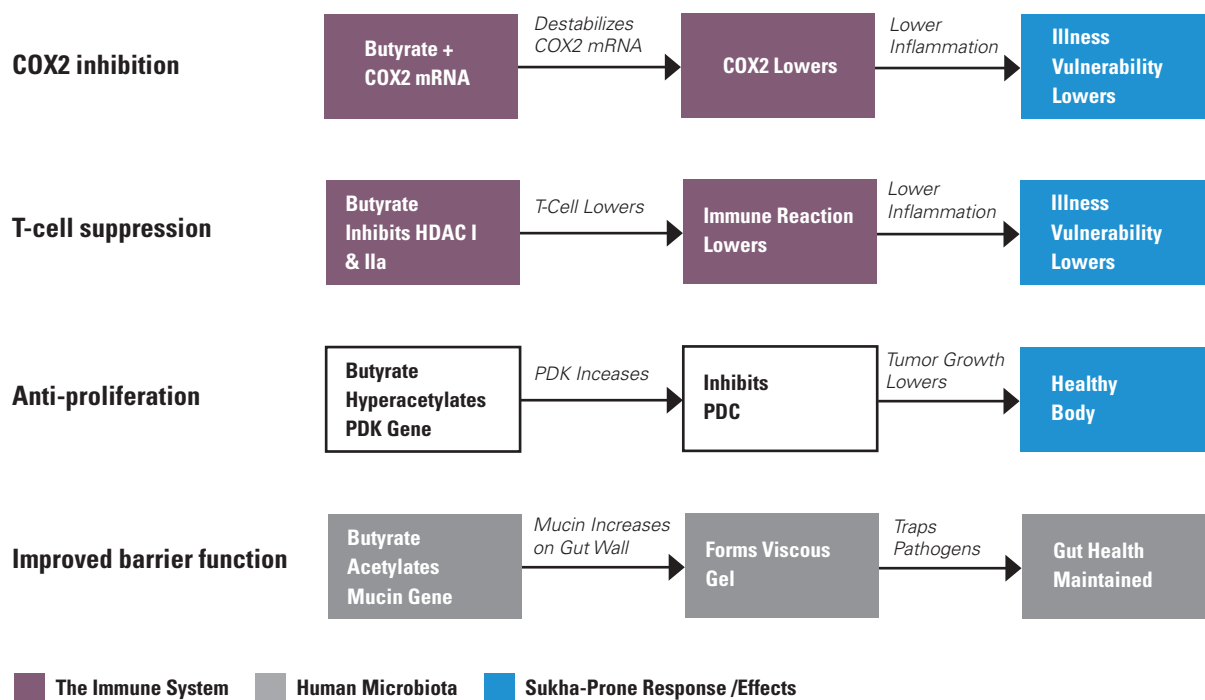 COX2 inhibition
Butyrate +
COX2 mRNA
Destabilizes
COX2 mRNA
COX2 Lowers
Lower
Inflammation
Illness
Vulnerability
Lowers
T-cell suppression
Butyrate
Inhibits HDAC I
& IIa
T-Cell Lowers
Immune Reaction
Lowers
Lower
Inflammation
Illness
Vulnerability
Lowers
Anti-proliferation
Butyrate
Hyperacetylates
PDK Gene
PDK Inceases
Inhibits
PDC
Tumor Growth
Lowers
Healthy
Body
Improved barrier function
Butyrate
Acetylates
Mucin Gene
Mucin Increases
on Gut Wall
Forms Viscous
Gel
Traps
Pathogens
Gut Health
Maintained
The Immune System
Human Microbiota
Sukha-Prone Response /Effects